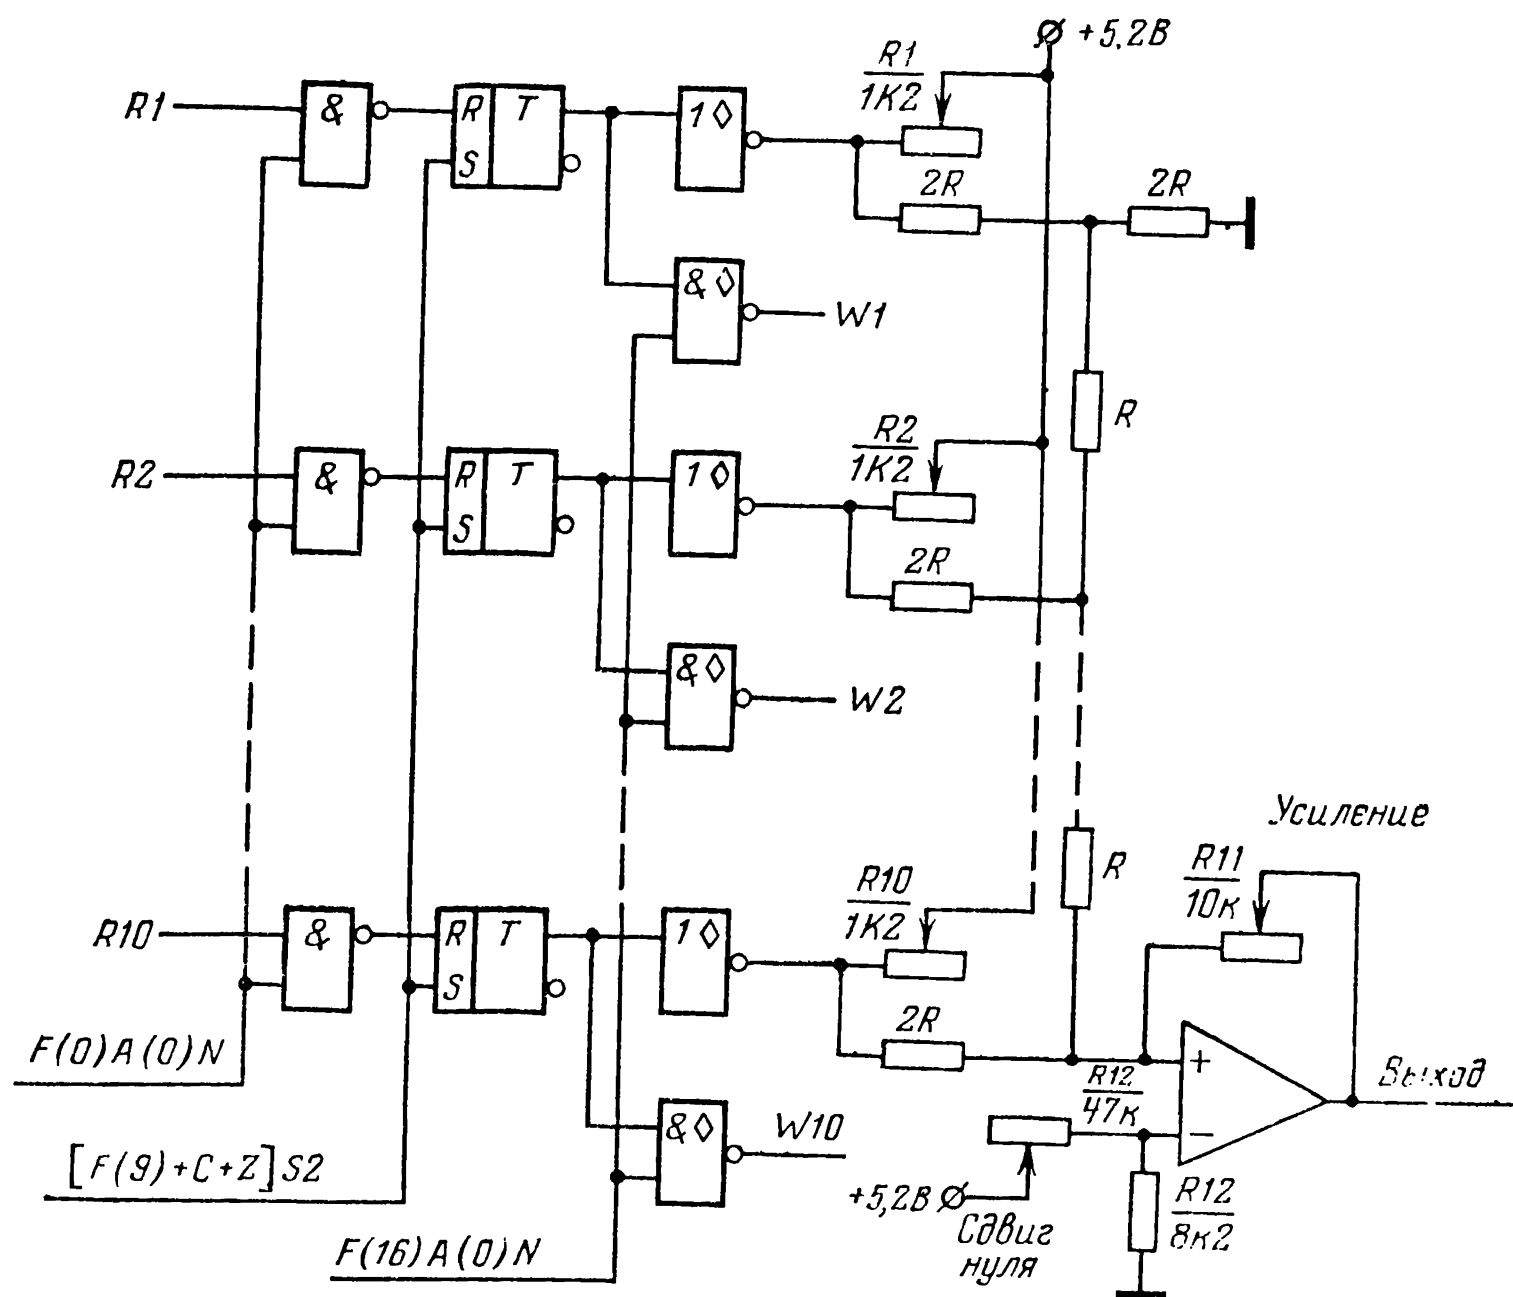 +5,2В
R1
&
R
T
S
1◊
R1
1К2
2R
2R
&◊
W1
R
R2
&
R
T
S
1◊
R2
1К2
2R
&◊
W2
R10
&
R
T
S
1◊
R10
1К2
R
2R
Усиление
R11
10к
F(0)A(0)N
[F(9)+C+Z]S2
F(16)A(0)N
&◊
W10
R12
47к
+
−
Выход
+5,2В
Сдвиг
нуля
R12
8к2